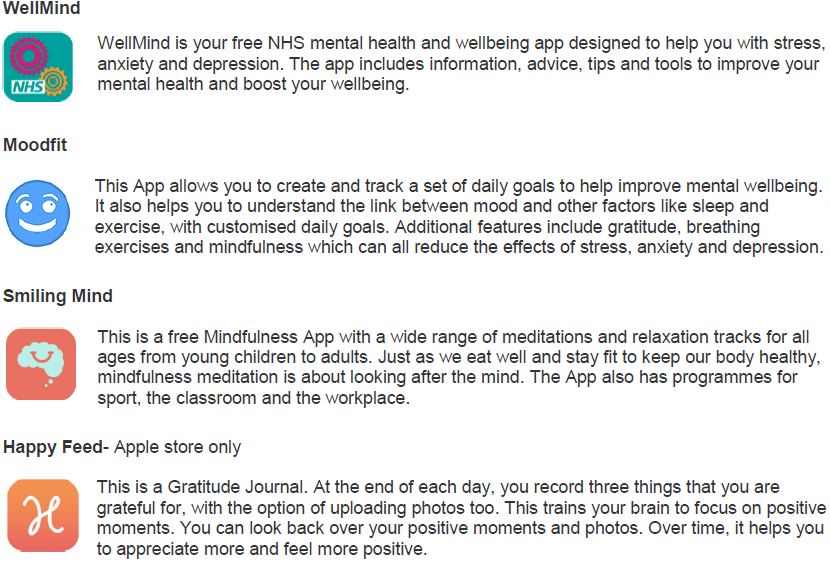 WellMind
WellMind is your free NHS mental health and wellbeing app designed to help you with stress,
anxiety and depression. The app includes information, advice, tips and tools to improve your
NHS
mental health and boost your wellbeing.
Moodfit
This App allows you to create and track a set of daily goals to help improve mental wellbeing.
It also helps you to understand the link between mood and other factors like sleep and
exercise, with customised daily goals. Additional features include gratitude, breathing
exercises and mindfulness which can all reduce the effects of stress, anxiety and depression.
Smiling Mind
This is a free Mindfulness App with a wide range of meditations and relaxation tracks for all
ages from young children to adults. Just as we eat well and stay fit to keep our body healthy,
mindfulness meditation is about looking after the mind. The App also has programmes for
sport, the classroom and the workplace.
Happy Feed- Apple store only
This is a Gratitude Journal. At the end of each day, you record three things that you are
grateful for, with the option of uploading photos too. This trains your brain to focus on positive
H
moments. You can look back over your positive moments and photos. Over time, it helps you
to appreciate more and feel more positive.